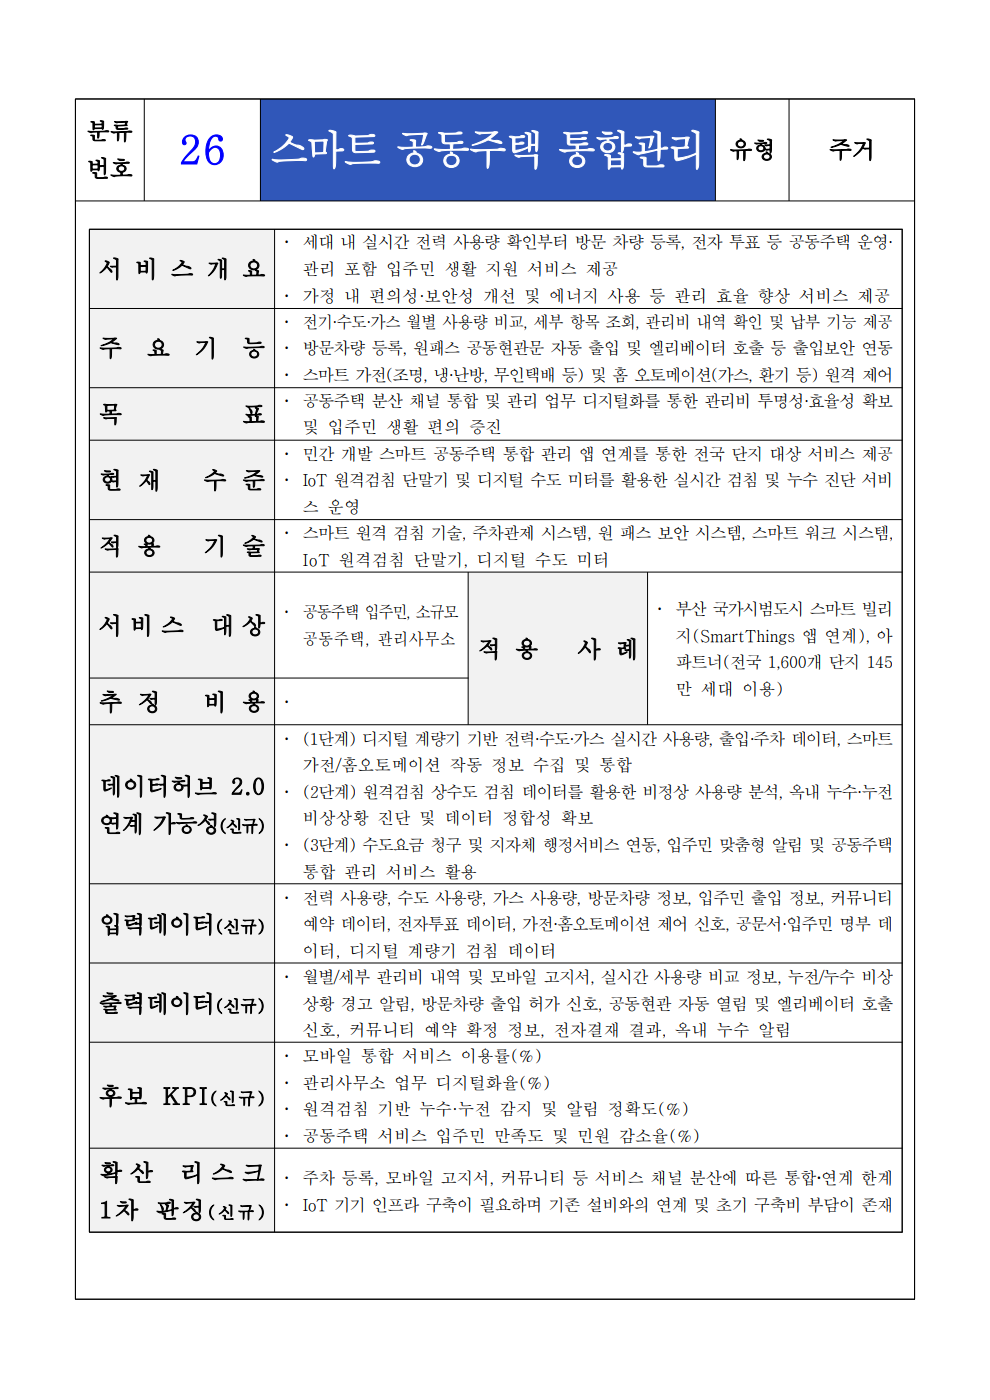 분류
번호
26
스마트 공동주택 통합관리
유형
주거
서 비 스 개 요
· 세대 내 실시간 전력 사용량 확인부터 방문 차량 등록, 전자 투표 등 공동주택 운영·
관리 포함 입주민 생활 지원 서비스 제공
· 가정 내 편의성·보안성 개선 및 에너지 사용 등 관리 효율 향상 서비스 제공
주 요 기 능
· 전기·수도·가스 월별 사용량 비교, 세부 항목 조회, 관리비 내역 확인 및 납부 기능 제공
· 방문차량 등록, 원패스 공동현관문 자동 출입 및 엘리베이터 호출 등 출입보안 연동
· 스마트 가전(조명, 냉·난방, 무인택배 등) 및 홈 오토메이션(가스, 환기 등) 원격 제어
목 표
· 공동주택 분산 채널 통합 및 관리 업무 디지털화를 통한 관리비 투명성·효율성 확보
및 입주민 생활 편의 증진
현 재 수 준
· 민간 개발 스마트 공동주택 통합 관리 앱 연계를 통한 전국 단지 대상 서비스 제공
· IoT 원격검침 단말기 및 디지털 수도 미터를 활용한 실시간 검침 및 누수 진단 서비
스 운영
적 용 기 술
· 스마트 원격 검침 기술, 주차관제 시스템, 원 패스 보안 시스템, 스마트 워크 시스템,
IoT 원격검침 단말기, 디지털 수도 미터
서 비 스 대 상
· 공동주택 입주민, 소규모
공동주택, 관리사무소
적 용 사 례
· 부산 국가시범도시 스마트 빌리
지(SmartThings 앱 연계), 아
파트너(전국 1,600개 단지 145
만 세대 이용)
추 정 비 용
·
데이터허브 2.0
연계 가능성(신규)
· (1단계) 디지털 계량기 기반 전력·수도·가스 실시간 사용량, 출입·주차 데이터, 스마트
가전/홈오토메이션 작동 정보 수집 및 통합
· (2단계) 원격검침 상수도 검침 데이터를 활용한 비정상 사용량 분석, 옥내 누수·누전
비상상황 진단 및 데이터 정합성 확보
· (3단계) 수도요금 청구 및 지자체 행정서비스 연동, 입주민 맞춤형 알림 및 공동주택
통합 관리 서비스 활용
입력데이터(신규)
· 전력 사용량, 수도 사용량, 가스 사용량, 방문차량 정보, 입주민 출입 정보, 커뮤니티
예약 데이터, 전자투표 데이터, 가전·홈오토메이션 제어 신호, 공문서·입주민 명부 데
이터, 디지털 계량기 검침 데이터
출력데이터(신규)
· 월별/세부 관리비 내역 및 모바일 고지서, 실시간 사용량 비교 정보, 누전/누수 비상
상황 경고 알림, 방문차량 출입 허가 신호, 공동현관 자동 열림 및 엘리베이터 호출
신호, 커뮤니티 예약 확정 정보, 전자결재 결과, 옥내 누수 알림
후보 KPI(신규)
· 모바일 통합 서비스 이용률(%)
· 관리사무소 업무 디지털화율(%)
· 원격검침 기반 누수·누전 감지 및 알림 정확도(%)
· 공동주택 서비스 입주민 만족도 및 민원 감소율(%)
확 산 리 스 크
1차 판정(신규)
· 주차 등록, 모바일 고지서, 커뮤니티 등 서비스 채널 분산에 따른 통합·연계 한계
· IoT 기기 인프라 구축이 필요하며 기존 설비와의 연계 및 초기 구축비 부담이 존재